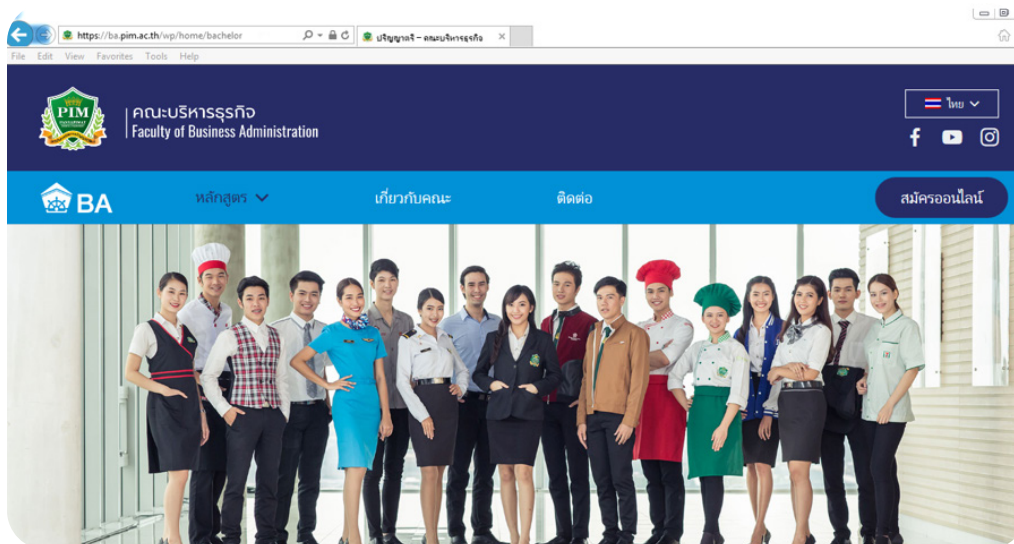 https://ba.pim.ac.th/wp/home/bachelor
ปริญญาตรี – คณะบริหารธุรกิจ
File Edit View Favorites Tools Help
PIM
คณะบริหารธุรกิจ
Faculty of Business Administration
ไทย
BA
หลักสูตร
เกี่ยวกับคณะ
ติดต่อ
สมัครออนไลน์